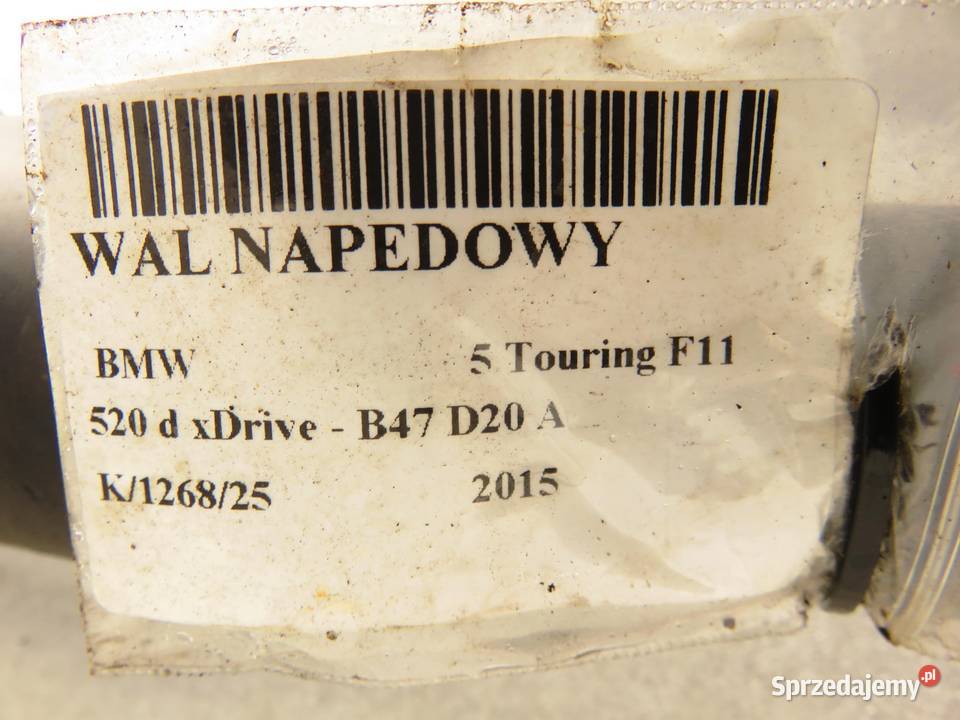 WAL NAPEDOWY
BMW 5 Touring F11
520 d xDrive - B47 D20 A
K/1268/25 2015
Sprzedajemy.pl